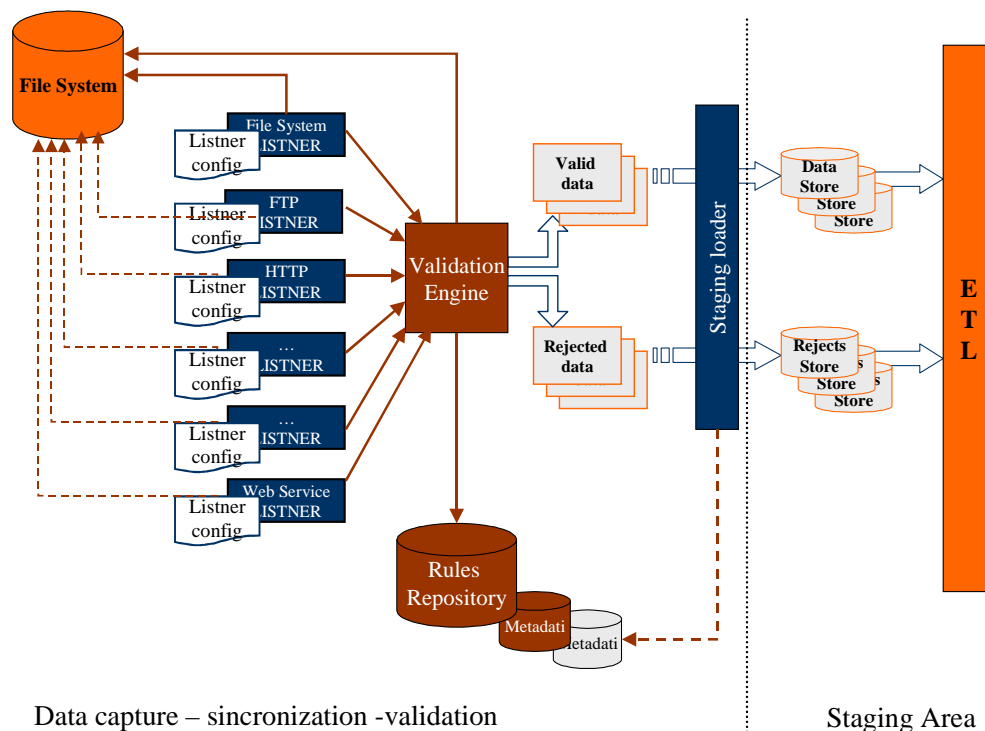 File System
File System
LISTNER
Listner
config
FTP
LISTNER
Listner
config
HTTP
LISTNER
Listner
config
…
LISTNER
Listner
config
…
LISTNER
Listner
config
Web Service
LISTNER
Listner
config
Validation
Engine
Valid
data
Rejected
data
Staging loader
Data
Store
Store
Store
Rejects
Store
Store
Store
E
T
L
Rules
Repository
Metadati
Metadati
Data capture – sincronization -validation
Staging Area